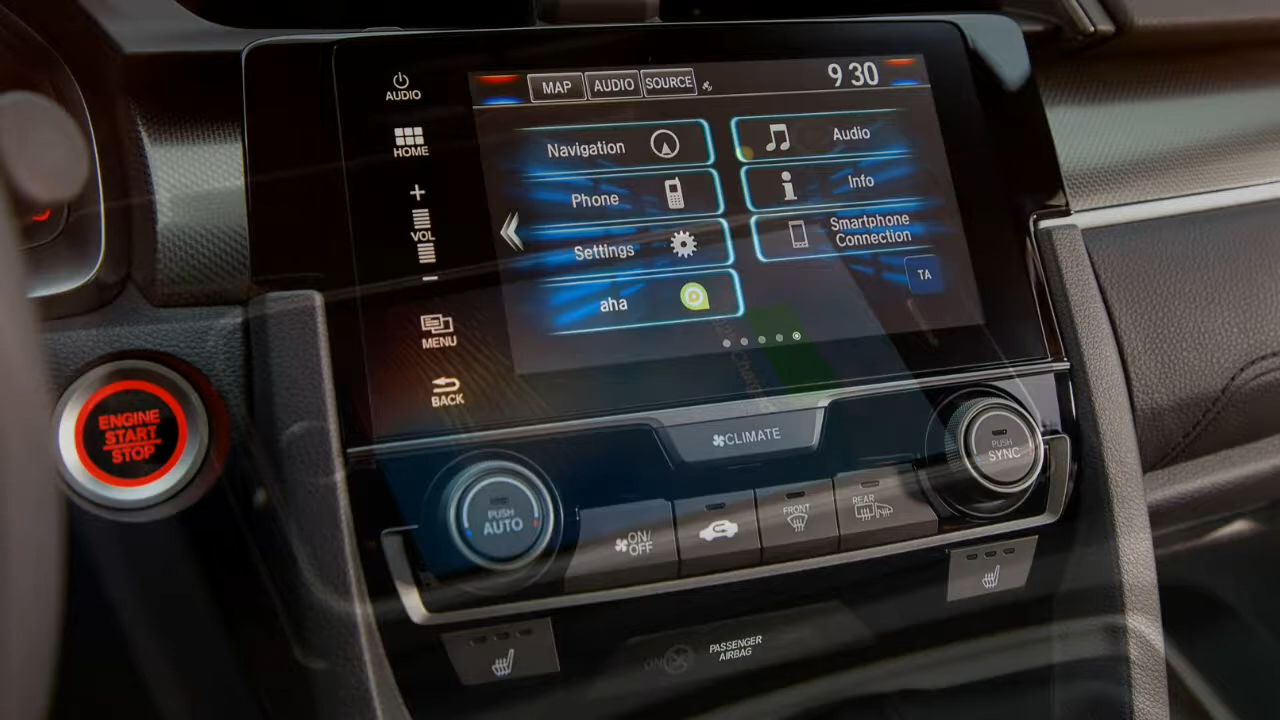 AUDIO
HOME
+
VOL
−
MENU
BACK
MAP
AUDIO
SOURCE
9 30
Navigation
Phone
Settings
aha
Audio
Info
Smartphone
Connection
TA
ENGINE
START
STOP
CLIMATE
PUSH
AUTO
ON/
OFF
FRONT
REAR
PUSH
SYNC
ON
PASSENGER
AIRBAG